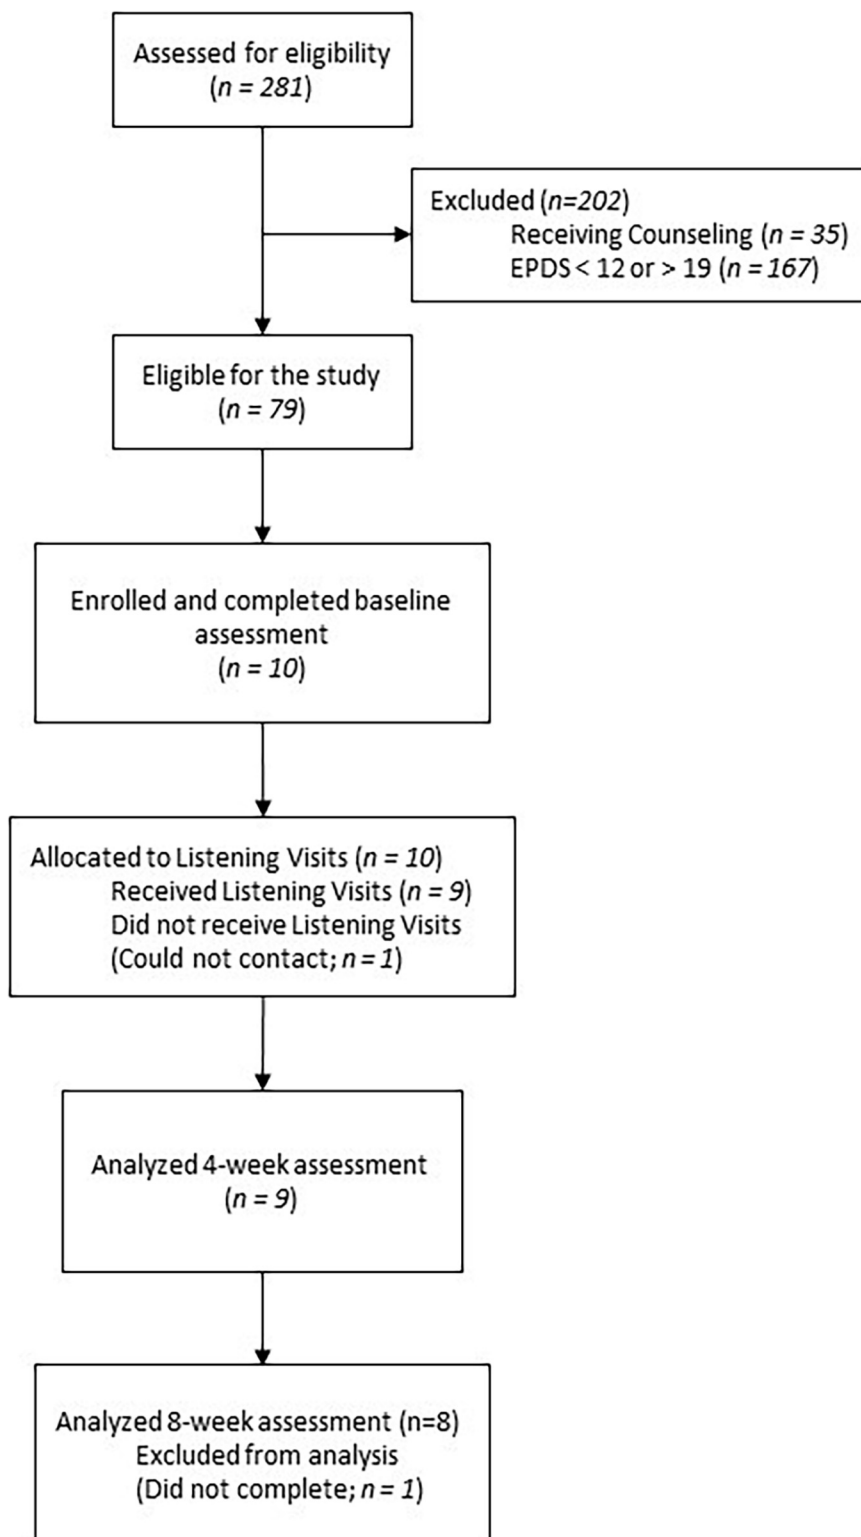 Assessed for eligibility
(n = 281)
Excluded (n=202)
Receiving Counseling (n = 35)
EPDS < 12 or > 19 (n = 167)
Eligible for the study
(n = 79)
Enrolled and completed baseline
assessment
(n = 10)
Allocated to Listening Visits (n = 10)
Received Listening Visits (n = 9)
Did not receive Listening Visits
(Could not contact; n = 1)
Analyzed 4-week assessment
(n = 9)
Analyzed 8-week assessment (n=8)
Excluded from analysis
(Did not complete; n = 1)